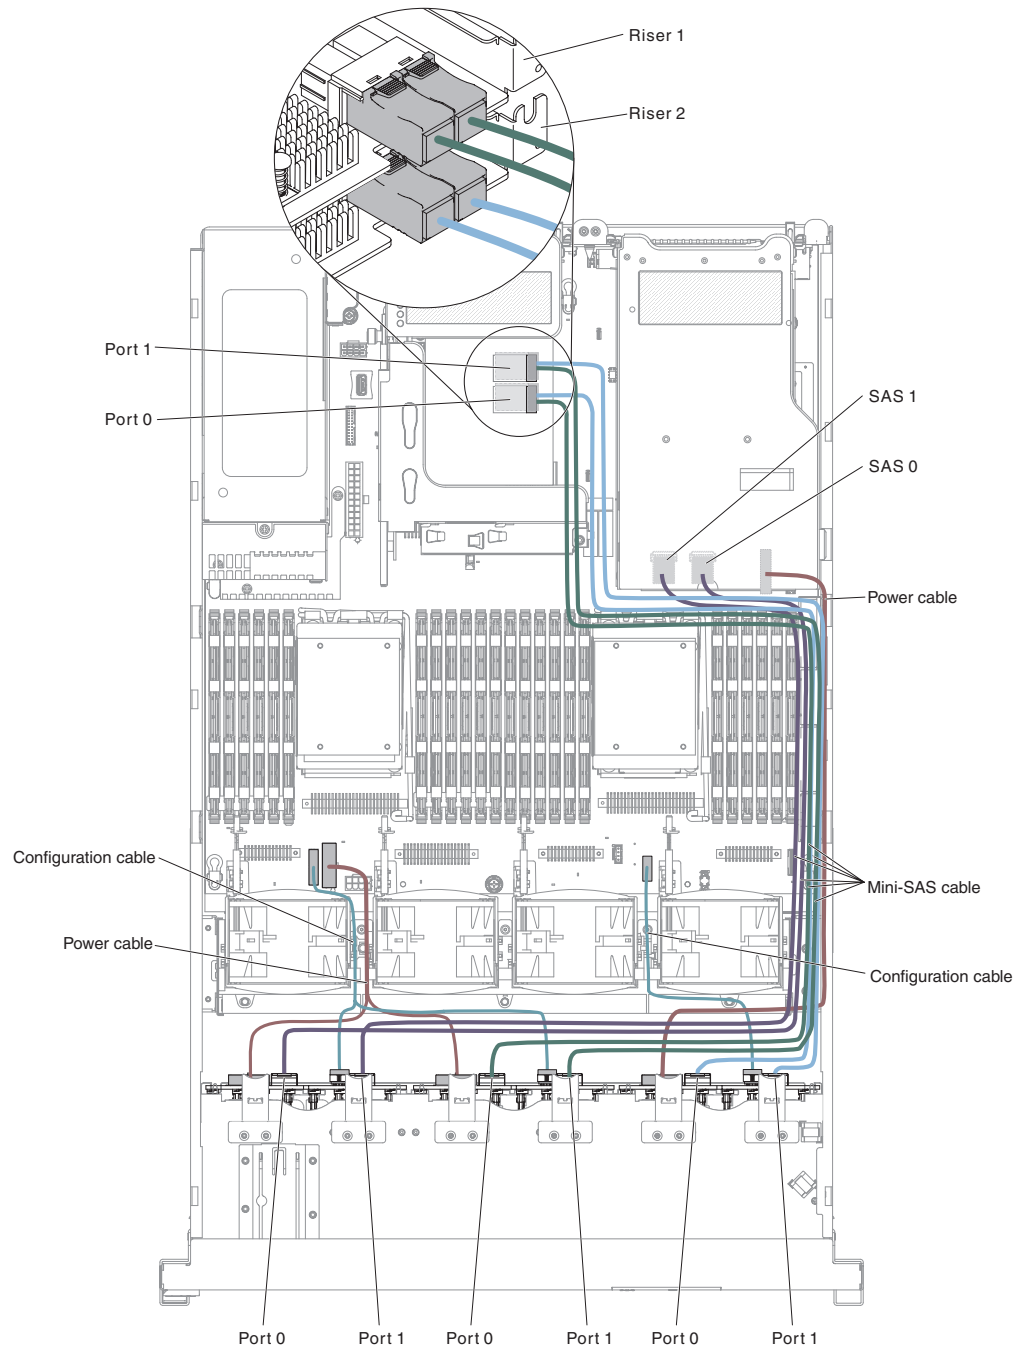 Riser 1
Riser 2
Port 1
Port 0
SAS 1
SAS 0
Power cable
Configuration cable
Mini-SAS cable
Power cable
Configuration cable
Port 0
Port 1
Port 0
Port 1
Port 0
Port 1